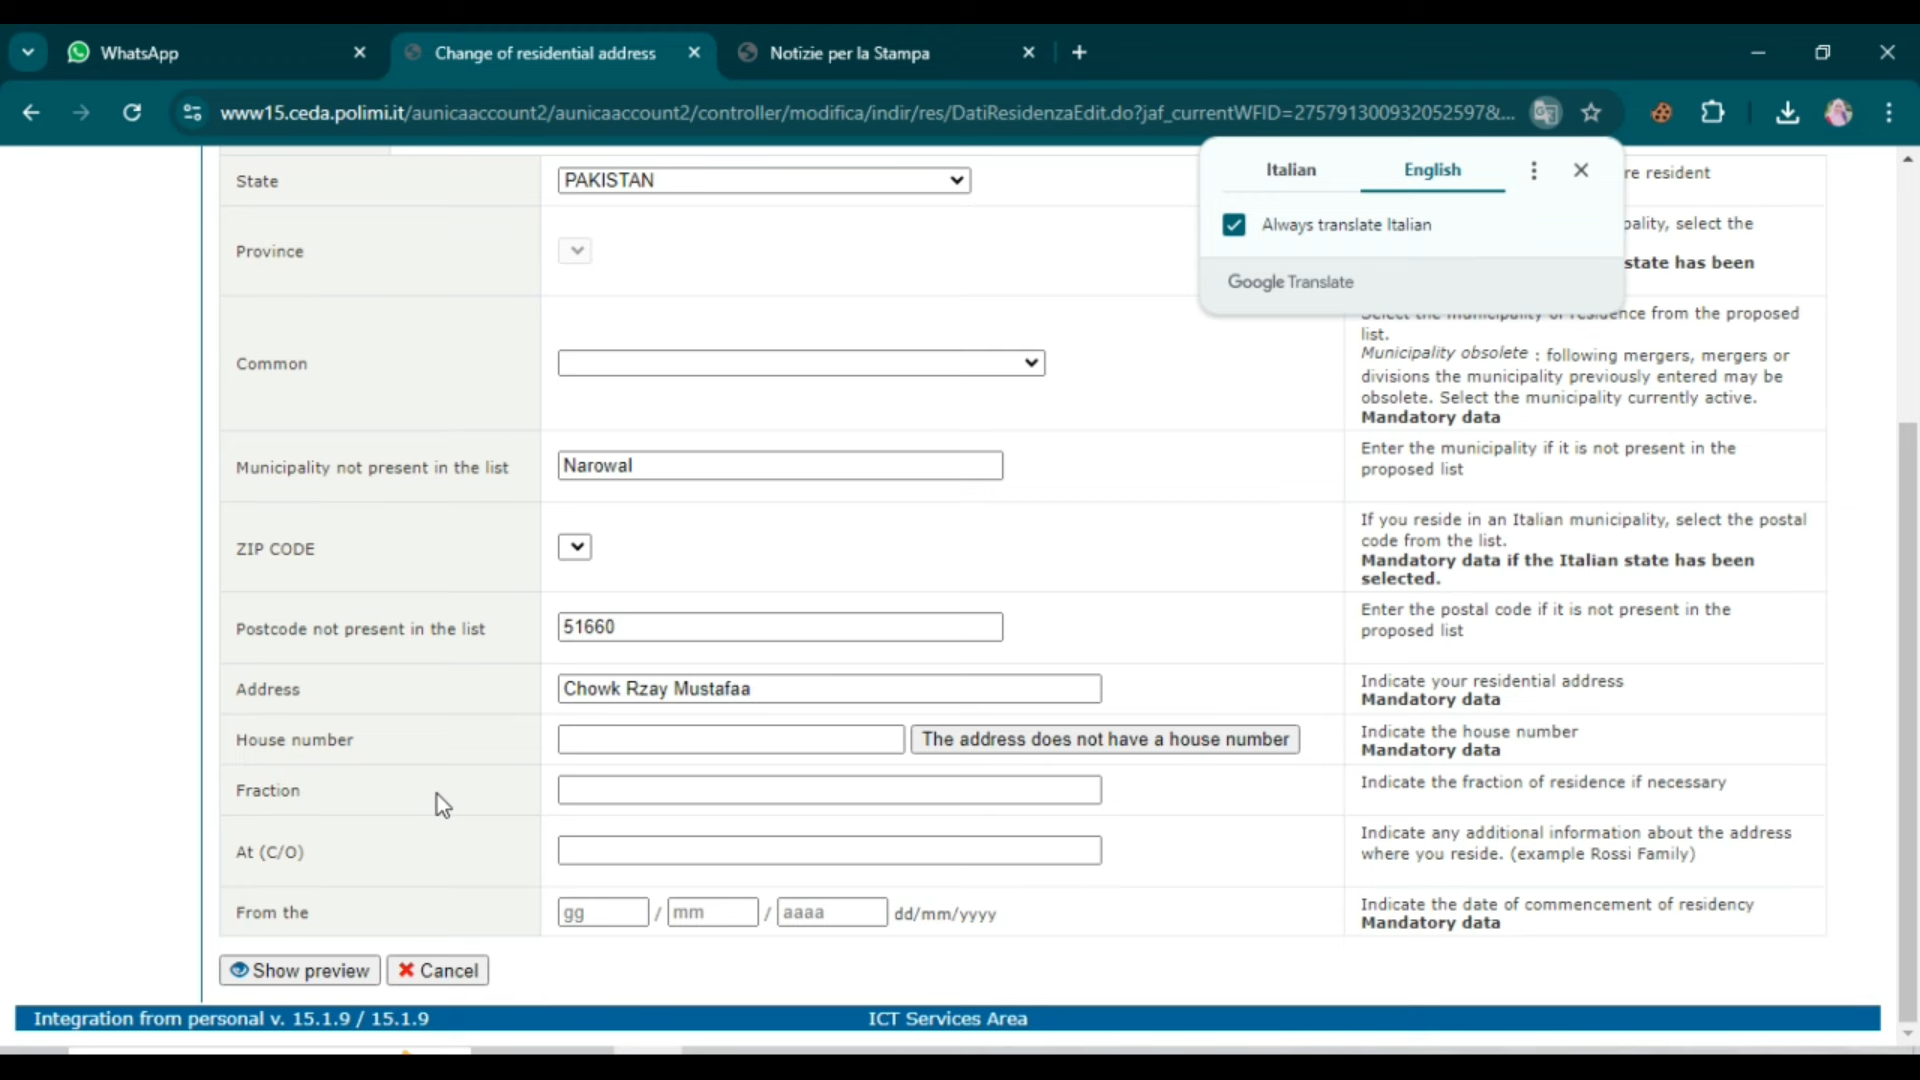 WhatsApp
Change of residential address
Notizie per la Stampa
www15.ceda.polimi.it/aunicaaccount2/aunicaaccount2/controller/modifica/indir/res/DatiResidenzaEdit.do?jaf_currentWFID=2757913009320525978&...
Italian English
Always translate Italian
Google Translate
State PAKISTAN re resident
Province pality, select the
state has been
Common
Select the municipality of residence from the proposed
list.
Municipality obsolete : following mergers, mergers or
divisions the municipality previously entered may be
obsolete. Select the municipality currently active.
Mandatory data
Municipality not present in the list Narowal
Enter the municipality if it is not present in the
proposed list
ZIP CODE
If you reside in an Italian municipality, select the postal
code from the list.
Mandatory data if the Italian state has been
selected.
Postcode not present in the list 51660
Enter the postal code if it is not present in the
proposed list
Address Chowk Rzay Mustafaa
Indicate your residential address
Mandatory data
House number The address does not have a house number
Indicate the house number
Mandatory data
Fraction Indicate the fraction of residence if necessary
At (C/O)
Indicate any additional information about the address
where you reside. (example Rossi Family)
From the gg / mm / aaaa dd/mm/yyyy
Indicate the date of commencement of residency
Mandatory data
Show preview Cancel
Integration from personal v. 15.1.9 / 15.1.9 ICT Services Area